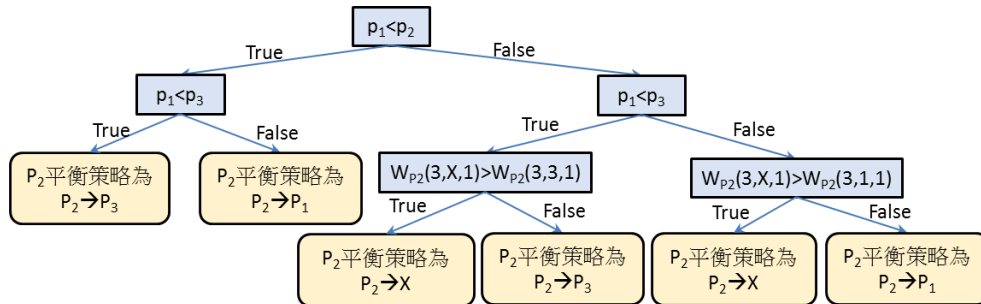 p₁<p₂
True
False
p₁<p₃
p₁<p₃
True
False
True
False
P₂平衡策略為
P₂→P₃
P₂平衡策略為
P₂→P₁
W_P2(3,X,1)>W_P2(3,3,1)
W_P2(3,X,1)>W_P2(3,1,1)
True
False
True
False
P₂平衡策略為
P₂→X
P₂平衡策略為
P₂→P₃
P₂平衡策略為
P₂→X
P₂平衡策略為
P₂→P₁